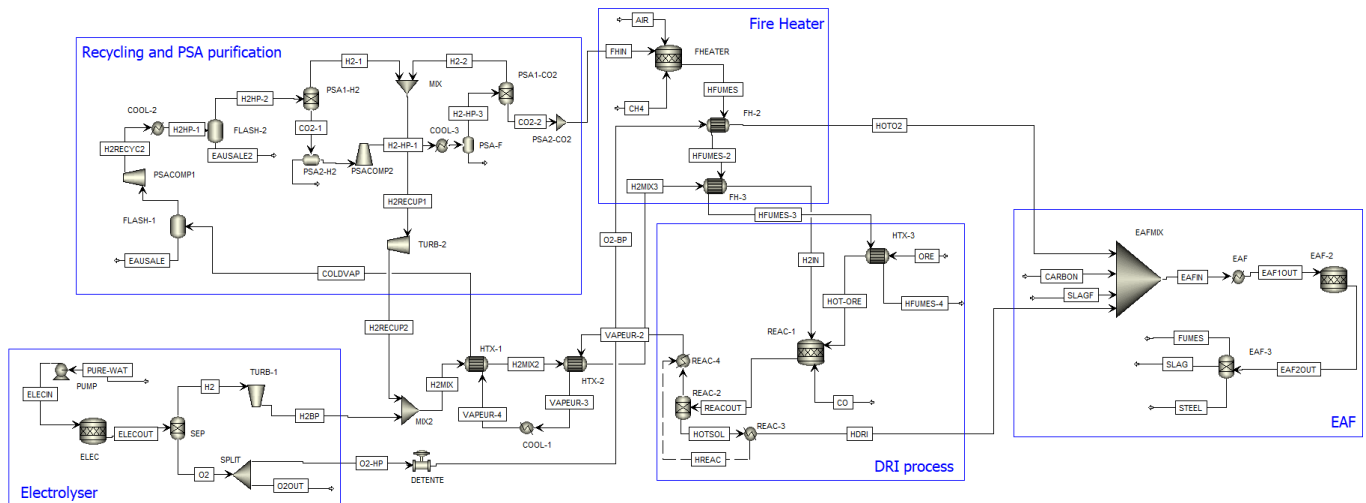 Recycling and PSA purification
H2-1
H2-2
PSA1-H2
MIX
PSA1-CO2
COOL-2
H2HP-2
H2HP-1
FLASH-2
H2RECYC2
EAUSALE2
CO2-1
H2-HP-3
H2-HP-1
COOL-3
PSA-F
CO2-2
PSA2-CO2
PSA2-H2
PSACOMP2
PSACOMP1
FLASH-1
H2RECUP1
TURB-2
EAUSALE
COLDVAP
H2RECUP2
Fire Heater
AIR
FHIN
FHEATER
HFUMES
CH4
FH-2
HOTO2
HFUMES-2
H2MIX3
FH-3
HFUMES-3
O2-BP
H2IN
DRI process
HTX-3
ORE
HOT-ORE
HFUMES-4
VAPEUR-2
REAC-4
REAC-1
REAC-2
REACOUT
CO
HOTSOL
REAC-3
HDRI
HREAC
HTX-1
H2MIX
H2MIX2
HTX-2
VAPEUR-4
VAPEUR-3
MIX2
COOL-1
Electrolyser
PURE-WAT
PUMP
ELECIN
H2
TURB-1
H2BP
ELECOUT
SEP
ELEC
SPLIT
O2
O2-HP
O2OUT
DETENTE
EAFMIX
EAF
EAF-2
EAFIN
EAF1OUT
CARBON
SLAGF
FUMES
EAF-3
SLAG
EAF2OUT
STEEL
EAF